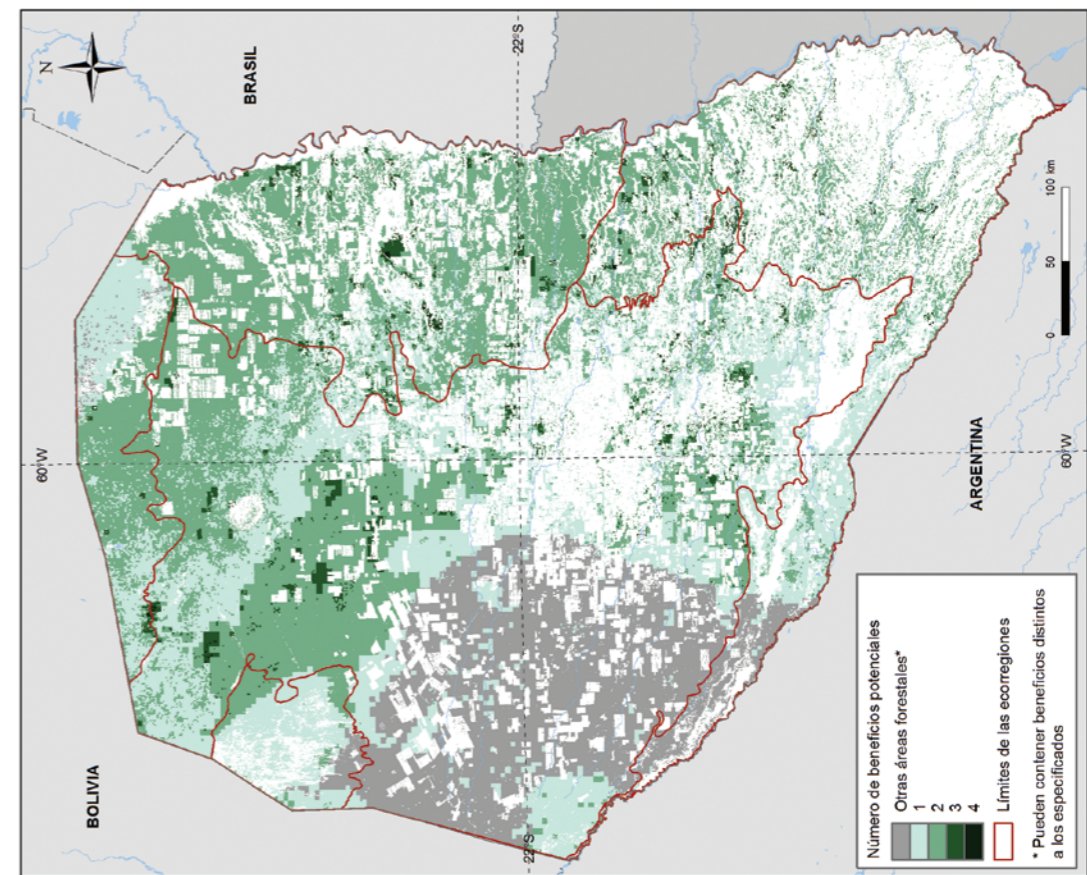 N
BRASIL
BOLIVIA
ARGENTINA
60°W
60°W
22°S
22°S
0 50 100 km
Número de beneficios potenciales
Otras áreas forestales*
1
2
3
4
Límites de las ecorregiones
* Pueden contener beneficios distintos
a los especificados